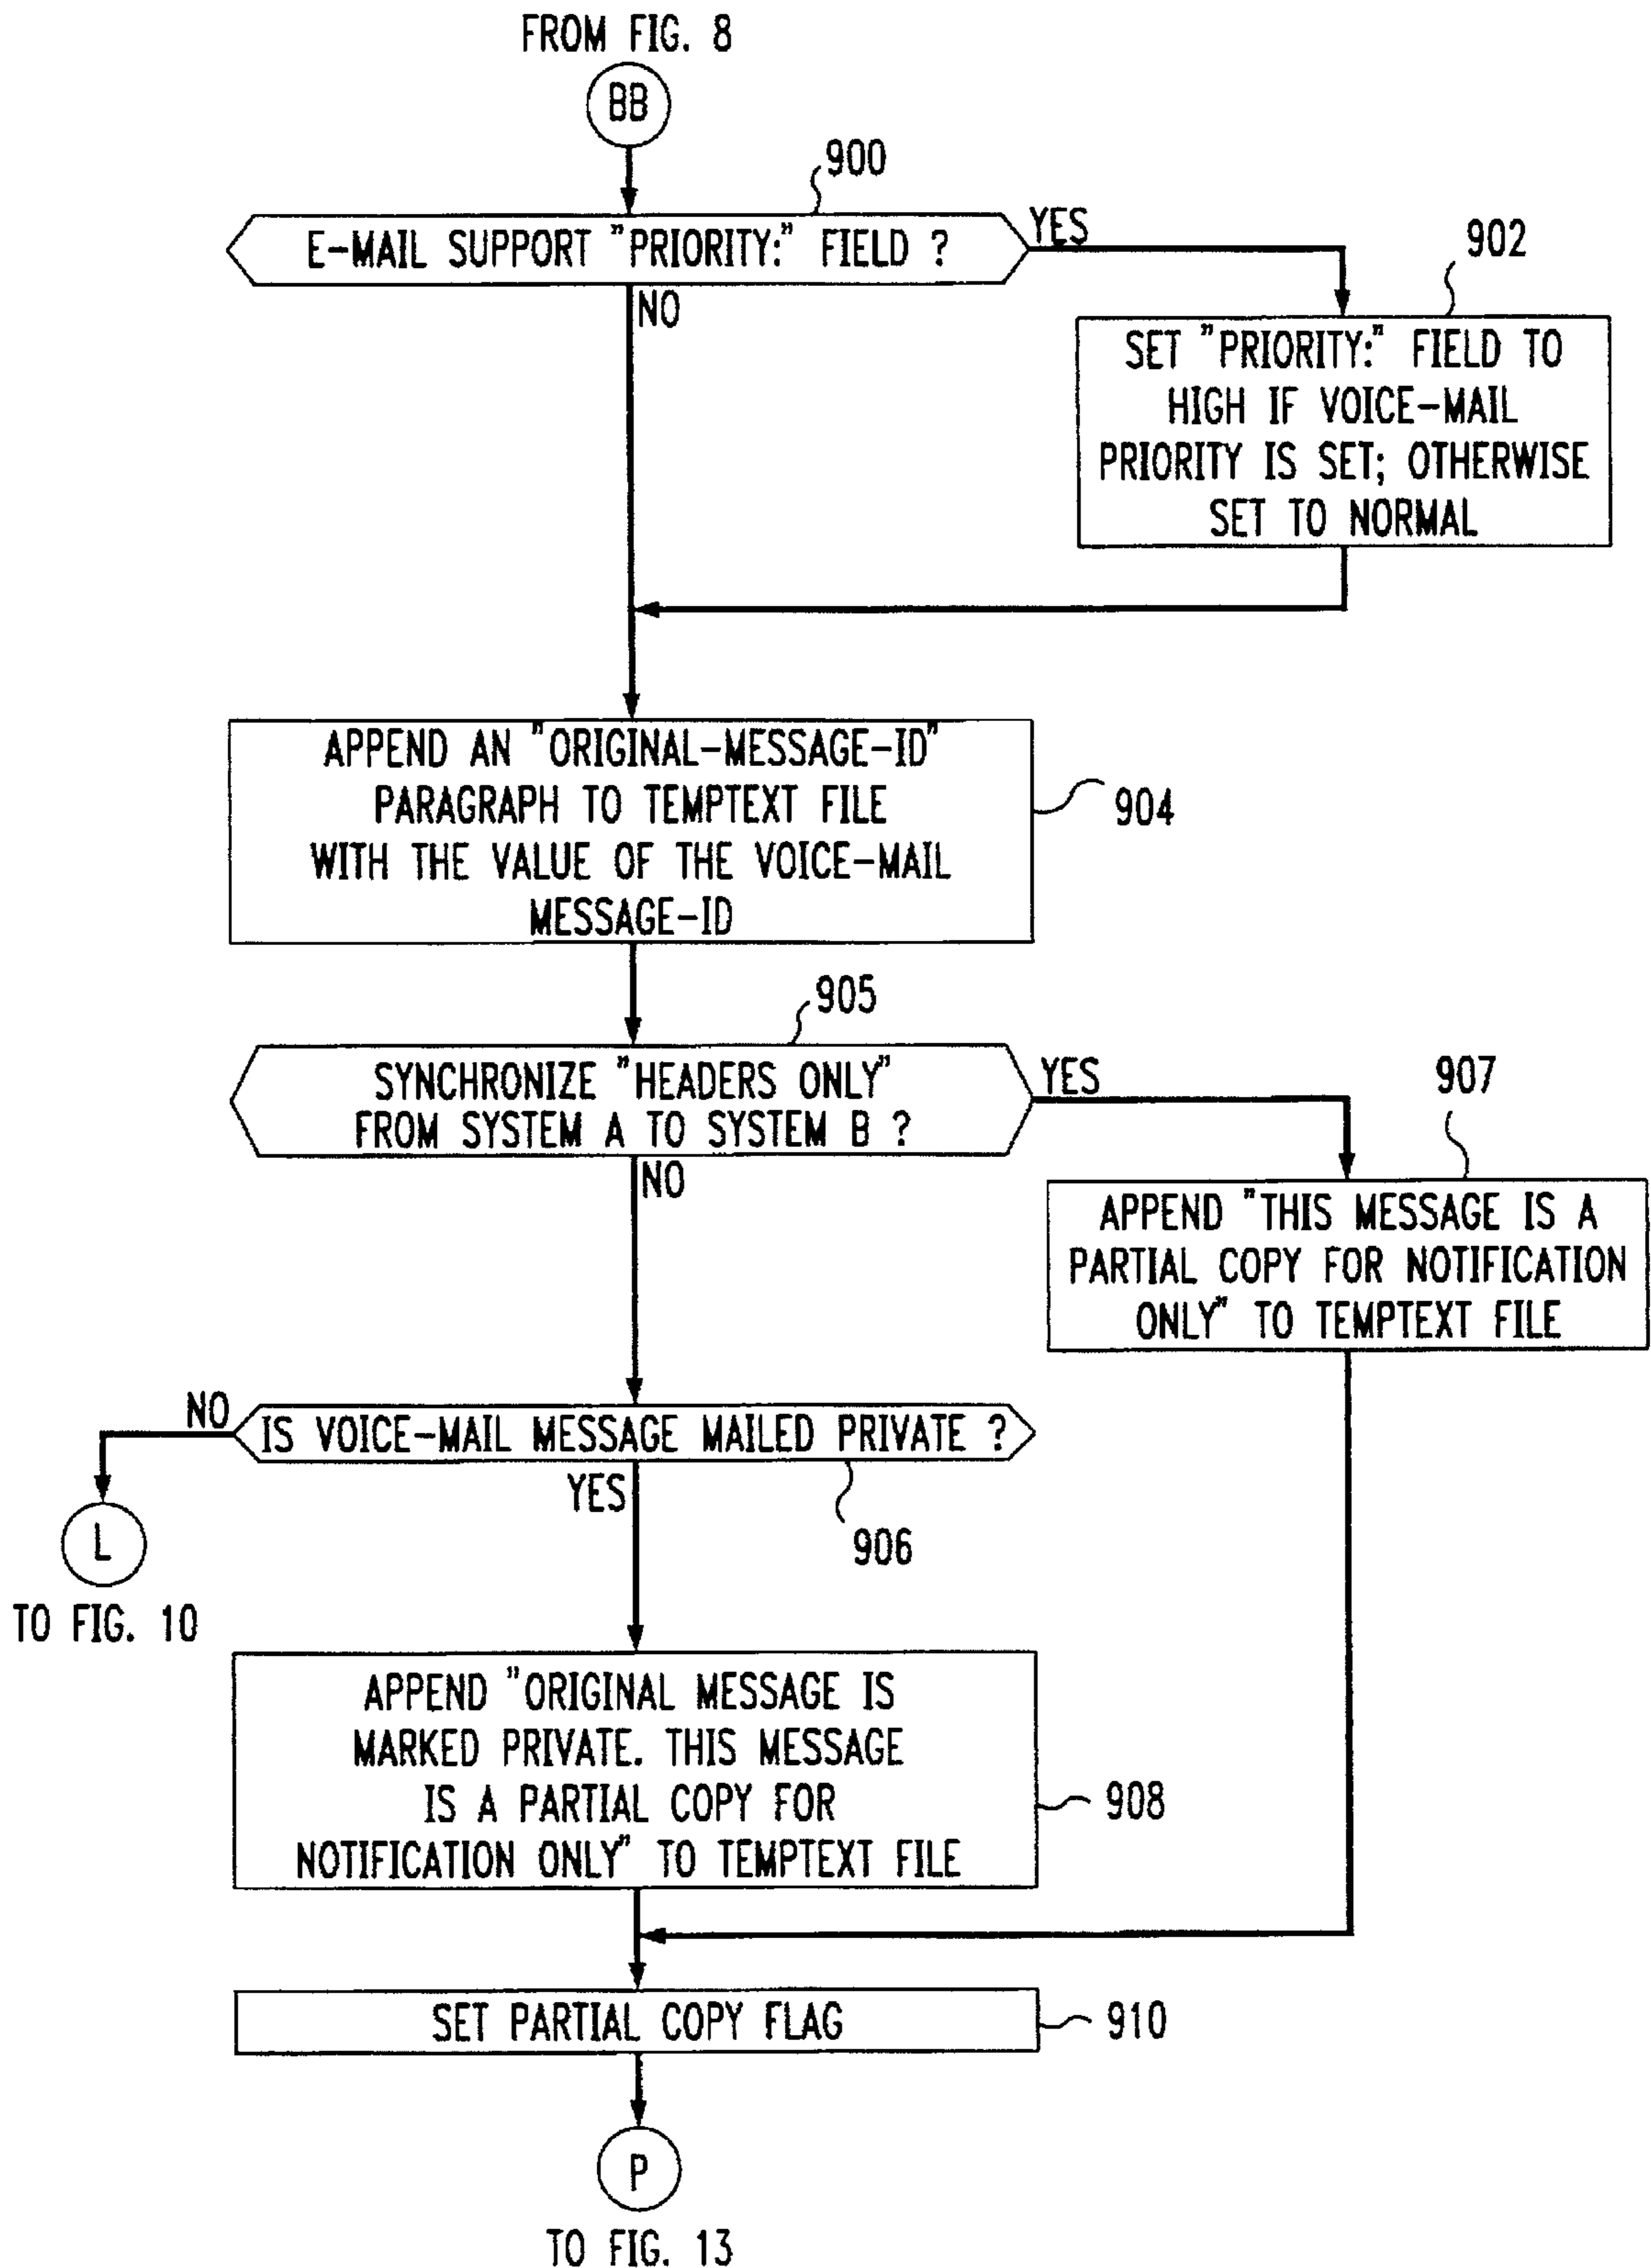 FROM FIG. 8
BB
900
E-MAIL SUPPORT "PRIORITY:" FIELD ?
YES
NO
902
SET "PRIORITY:" FIELD TO
HIGH IF VOICE-MAIL
PRIORITY IS SET; OTHERWISE
SET TO NORMAL
APPEND AN "ORIGINAL-MESSAGE-ID"
PARAGRAPH TO TEMPTEXT FILE
WITH THE VALUE OF THE VOICE-MAIL
MESSAGE-ID
904
905
SYNCHRONIZE "HEADERS ONLY"
FROM SYSTEM A TO SYSTEM B ?
YES
NO
907
APPEND "THIS MESSAGE IS A
PARTIAL COPY FOR NOTIFICATION
ONLY" TO TEMPTEXT FILE
NO
IS VOICE-MAIL MESSAGE MAILED PRIVATE ?
YES
906
L
TO FIG. 10
APPEND "ORIGINAL MESSAGE IS
MARKED PRIVATE. THIS MESSAGE
IS A PARTIAL COPY FOR
NOTIFICATION ONLY" TO TEMPTEXT FILE
908
SET PARTIAL COPY FLAG
910
P
TO FIG. 13